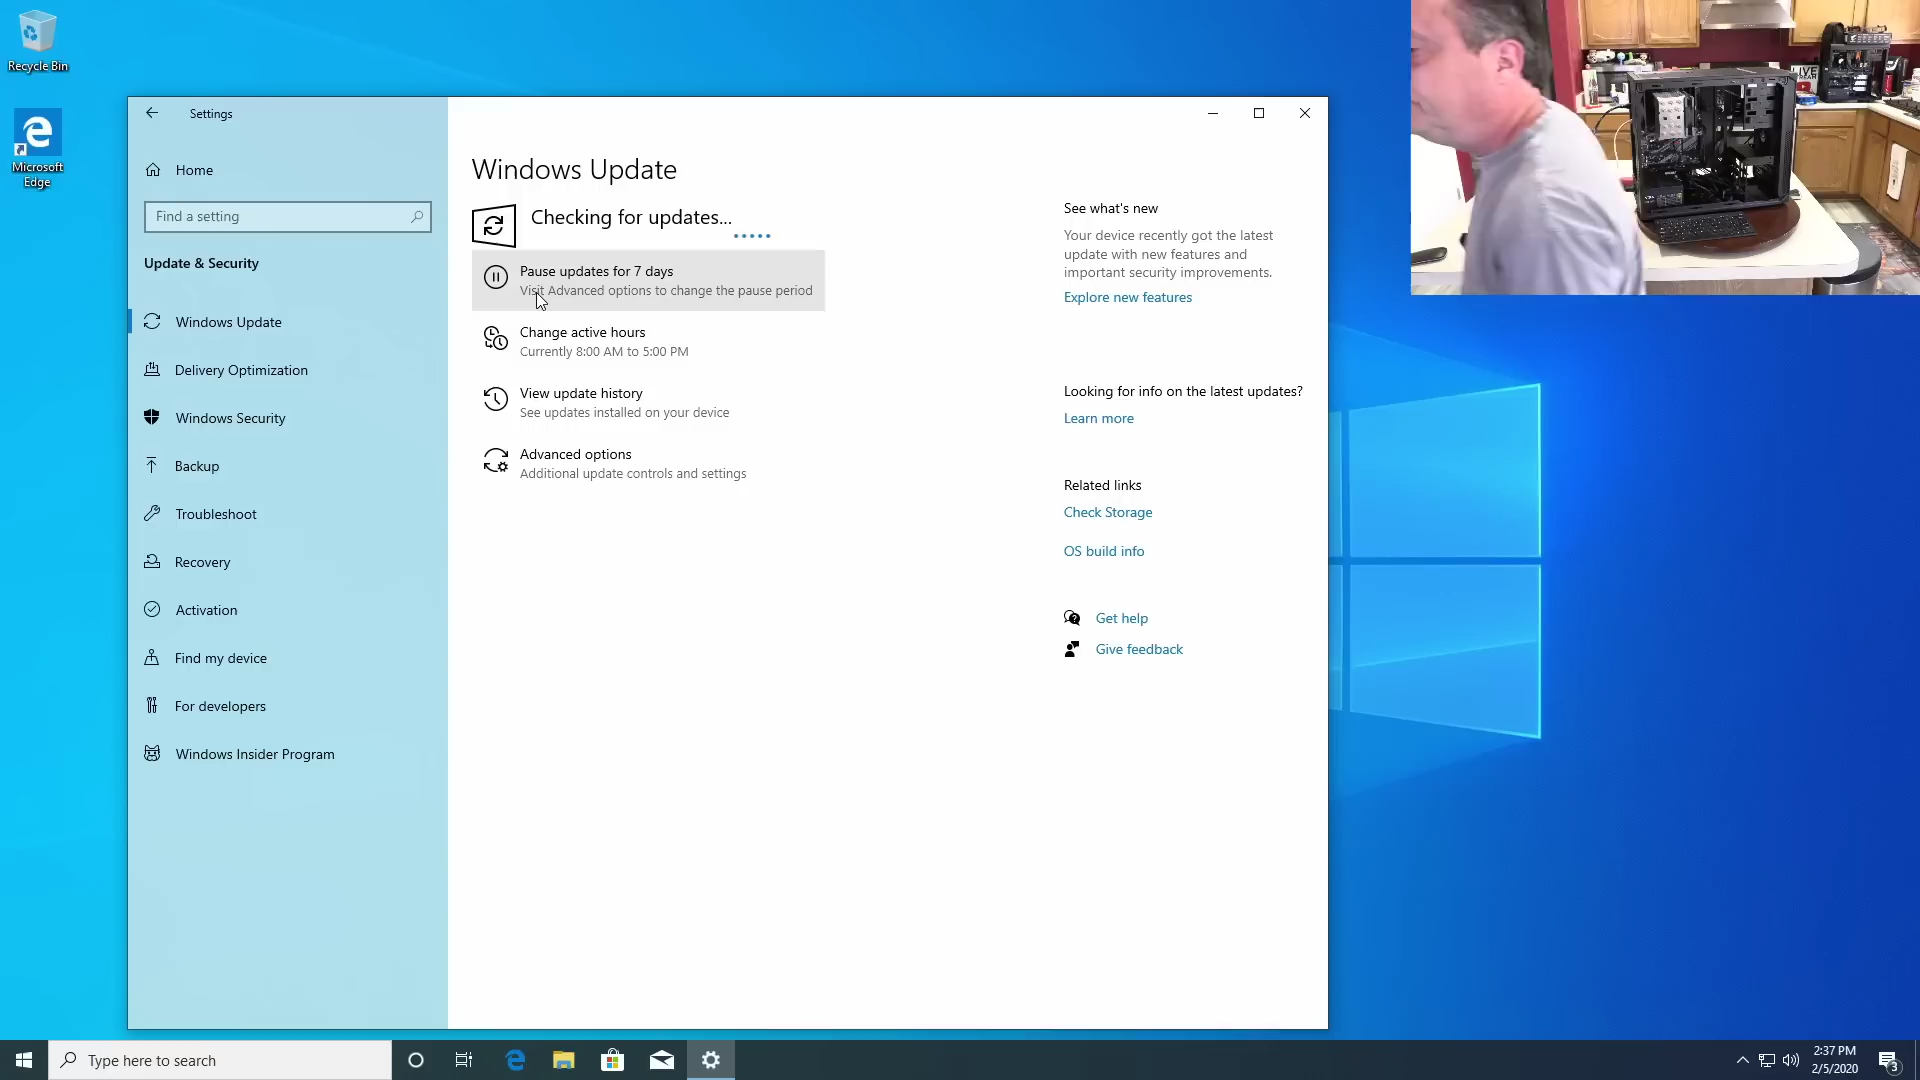 Recycle Bin
Microsoft
Edge
Settings
Home
Find a setting
Update & Security
Windows Update
Delivery Optimization
Windows Security
Backup
Troubleshoot
Recovery
Activation
Find my device
For developers
Windows Insider Program
Windows Update
Checking for updates...
Pause updates for 7 days
Visit Advanced options to change the pause period
Change active hours
Currently 8:00 AM to 5:00 PM
View update history
See updates installed on your device
Advanced options
Additional update controls and settings
See what's new
Your device recently got the latest
update with new features and
important security improvements.
Explore new features
Looking for info on the latest updates?
Learn more
Related links
Check Storage
OS build info
Get help
Give feedback
LIVE
STREAM
Type here to search
2:37 PM
2/5/2020
3